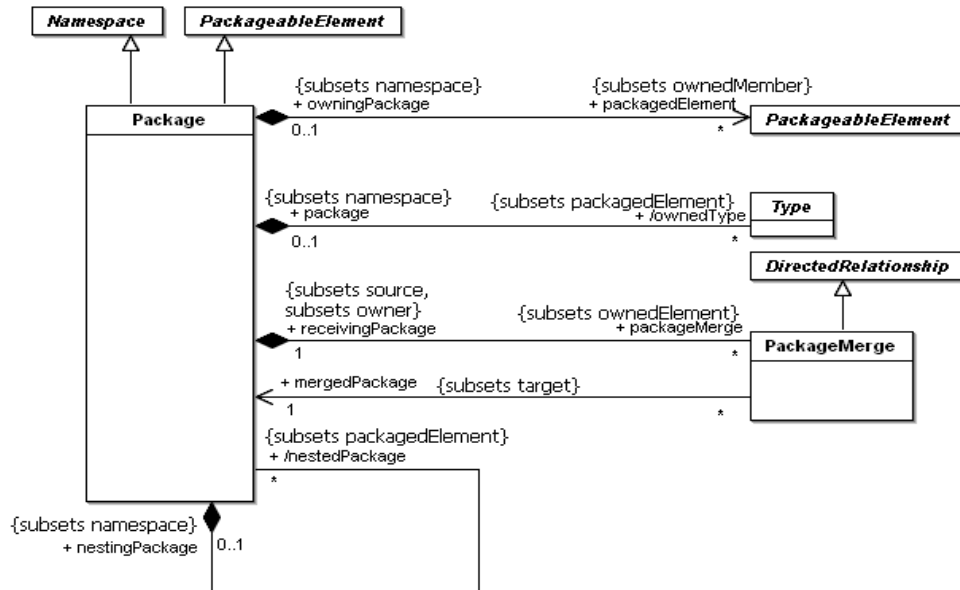 Namespace
PackageableElement
{subsets namespace}
+ owningPackage
0..1
{subsets ownedMember}
+ packagedElement
*
PackageableElement
Package
{subsets namespace}
+ package
0..1
{subsets packagedElement}
+ /ownedType
*
Type
DirectedRelationship
{subsets source,
subsets owner}
+ receivingPackage
1
{subsets ownedElement}
+ packageMerge
*
PackageMerge
+ mergedPackage
{subsets target}
1
*
{subsets packagedElement}
+ /nestedPackage
*
{subsets namespace}
+ nestingPackage
0..1